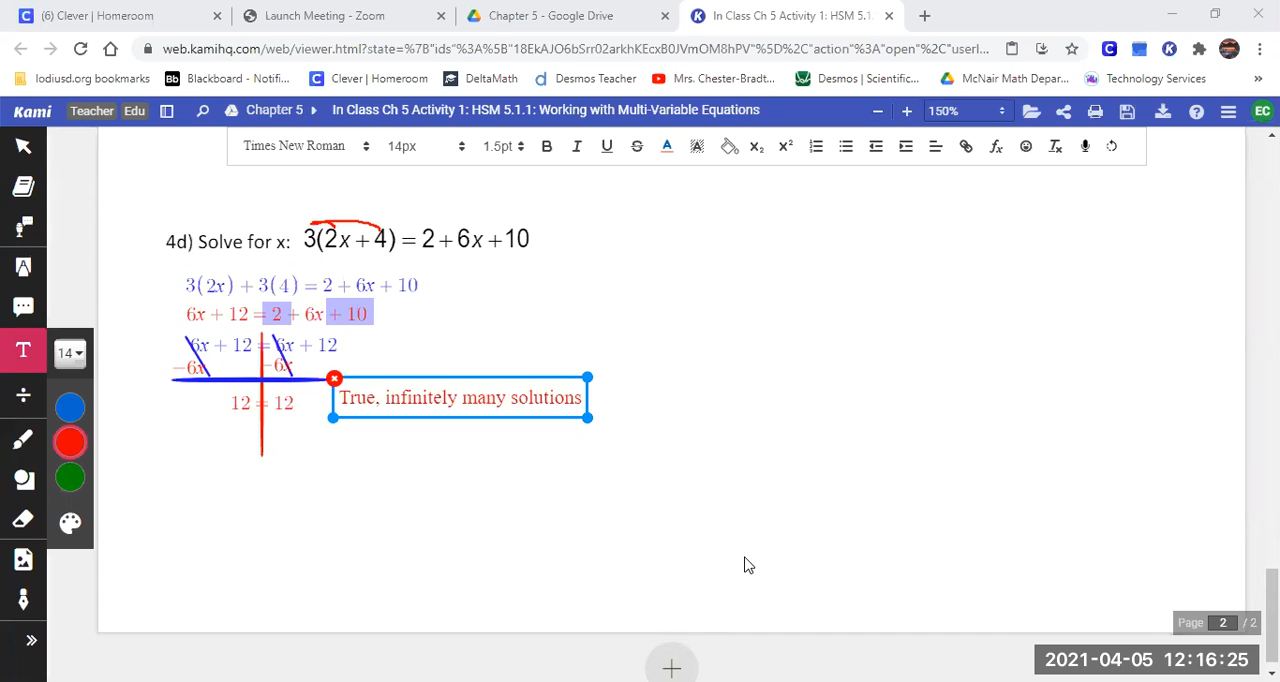 (6) Clever | Homeroom
Launch Meeting - Zoom
Chapter 5 - Google Drive
In Class Ch 5 Activity 1: HSM 5.1.
web.kamihq.com/web/viewer.html?state=%7B"ids"%3A%5B"18EkAJO6bSrr02arkhKEcxB0JVmOM8hPV"%5D%2C"action"%3A"open"%2C"userI...
lodiusd.org bookmarks
Blackboard - Notifi...
Clever | Homeroom
DeltaMath
Desmos Teacher
Mrs. Chester-Bradt...
Desmos | Scientific...
McNair Math Depar...
Technology Services
»
Kami Teacher Edu
Chapter 5
In Class Ch 5 Activity 1: HSM 5.1.1: Working with Multi-Variable Equations
150%
EC
Times New Roman 14px 1.5pt B I U S A X₂ X²
4d) Solve for x: 3(2x + 4) = 2 + 6x + 10
3(2x) + 3(4) = 2 + 6x + 10
6x + 12 = 2 + 6x + 10
6x + 12 = 6x + 12
−6x −6x
12 = 12
True, infinitely many solutions
T
14
Page 2 / 2
2021-04-05 12:16:25